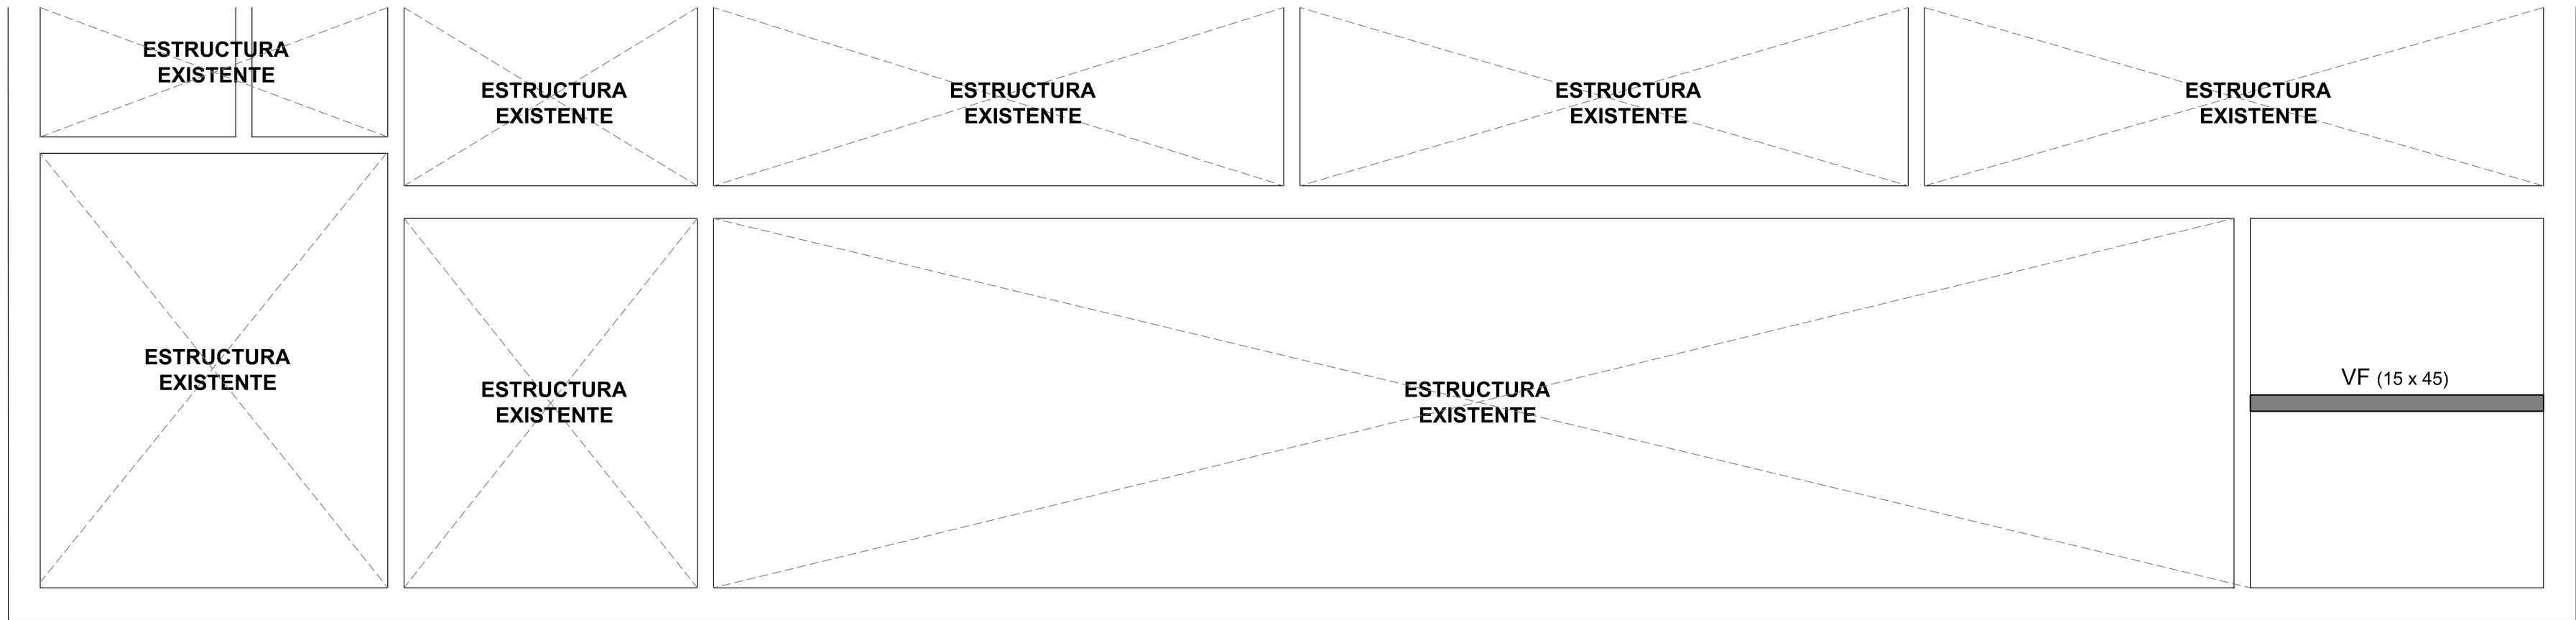 ESTRUCTURA
EXISTENTE
ESTRUCTURA
EXISTENTE
ESTRUCTURA
EXISTENTE
ESTRUCTURA
EXISTENTE
ESTRUCTURA
EXISTENTE
ESTRUCTURA
EXISTENTE
ESTRUCTURA
EXISTENTE
ESTRUCTURA
EXISTENTE
VF (15 x 45)